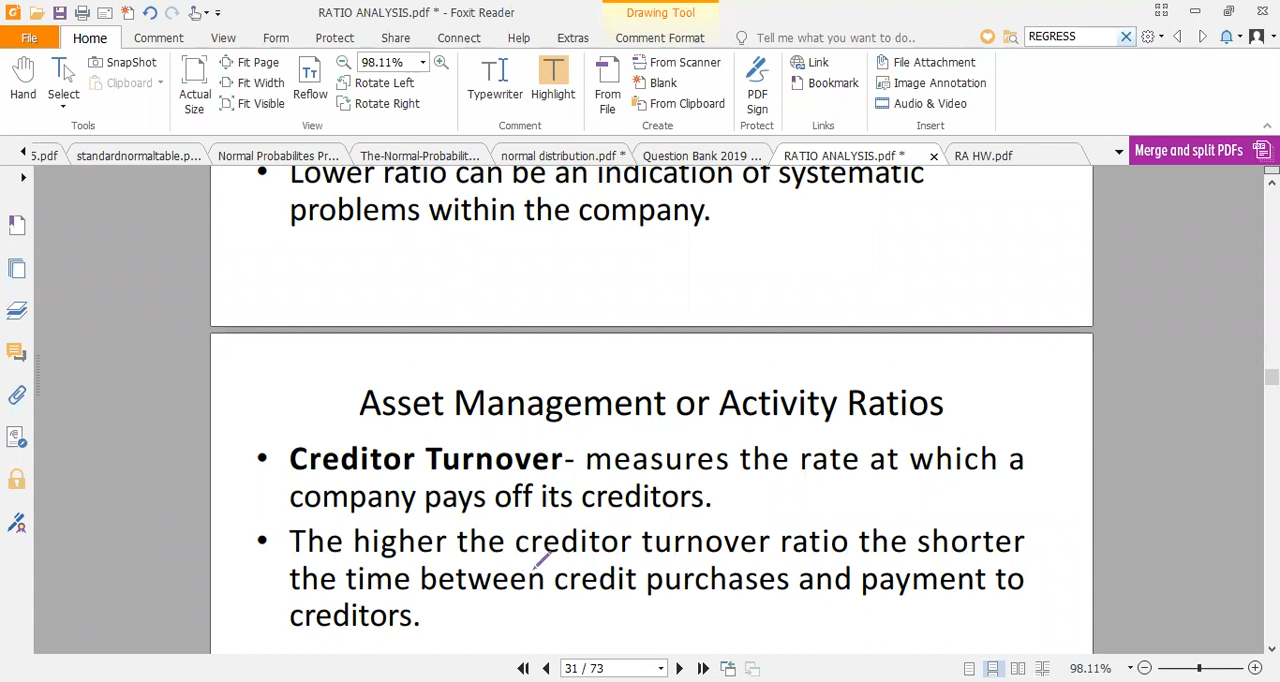 RATIO ANALYSIS.pdf * - Foxit Reader
Drawing Tool
File Home Comment View Form Protect Share Connect Help Extras Comment Format Tell me what you want to do.. REGRESS
SnapShot Fit Page 98.11% From Scanner Link File Attachment
Clipboard Fit Width Rotate Left Blank Bookmark Image Annotation
Hand Select Actual Size Fit Visible Reflow Rotate Right Typewriter Highlight From File From Clipboard PDF Sign Audio & Video
Tools View Comment Create Protect Links Insert
5.pdf standardnormaltable.p... Normal Probabilites Pr... The-Normal-Probabilit... normal distribution.pdf * Question Bank 2019 ... RATIO ANALYSIS.pdf * RA HW.pdf Merge and split PDFs
• Lower ratio can be an indication of systematic
problems within the company.
Asset Management or Activity Ratios
• Creditor Turnover- measures the rate at which a
company pays off its creditors.
• The higher the creditor turnover ratio the shorter
the time between credit purchases and payment to
creditors.
31 / 73 98.11%